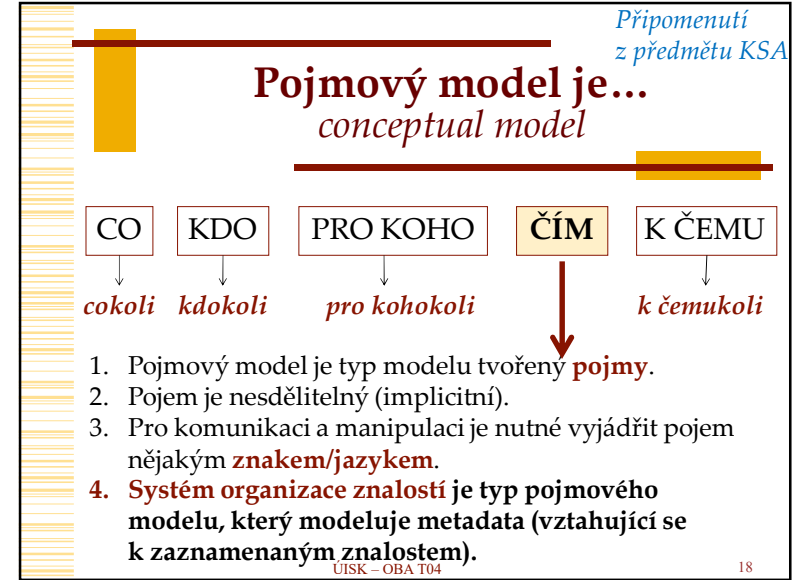 Připomenutí
z předmětu KSA
Pojmový model je…
conceptual model
CO KDO PRO KOHO ČÍM K ČEMU
cokoli kdokoli pro kohokoli k čemukoli
1. Pojmový model je typ modelu tvořený pojmy.
2. Pojem je nesdělitelný (implicitní).
3. Pro komunikaci a manipulaci je nutné vyjádřit pojem
nějakým znakem/jazykem.
4. Systém organizace znalostí je typ pojmového
modelu, který modeluje metadata (vztahující se
k zaznamenaným znalostem).
ÚISK – OBA T04 18